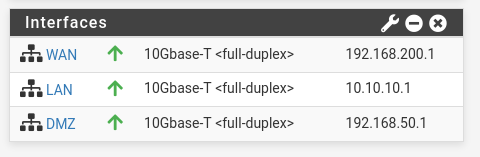 Interfaces
WAN 10Gbase-T <full-duplex> 192.168.200.1
LAN 10Gbase-T <full-duplex> 10.10.10.1
DMZ 10Gbase-T <full-duplex> 192.168.50.1